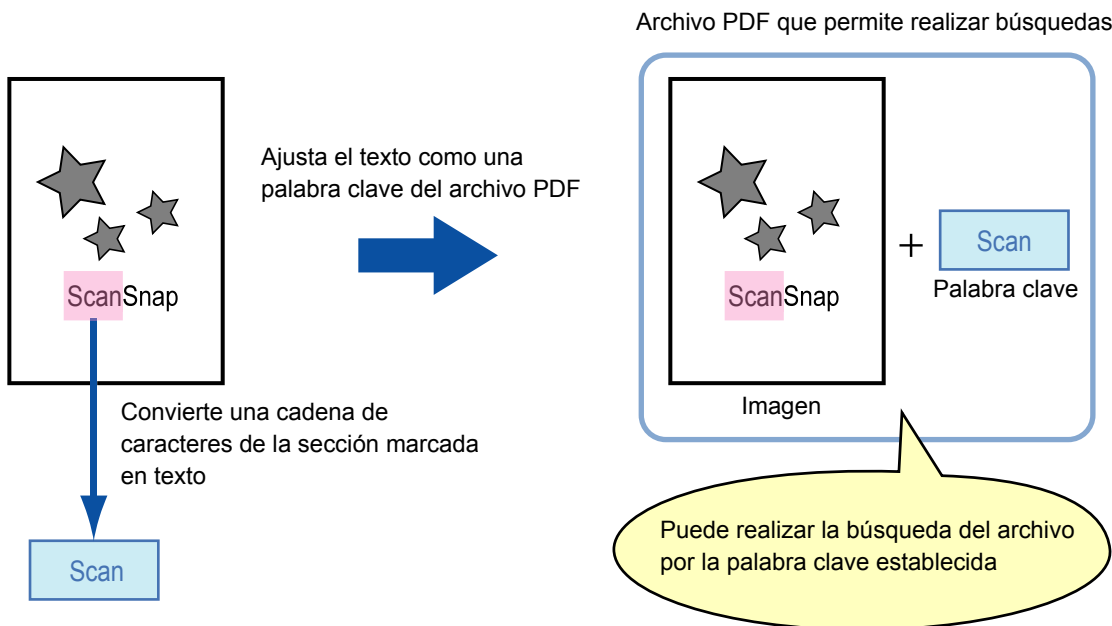 Archivo PDF que permite realizar búsquedas
Ajusta el texto como una
palabra clave del archivo PDF
ScanSnap
Convierte una cadena de
caracteres de la sección marcada
en texto
Scan
ScanSnap
Imagen
+
Scan
Palabra clave
Puede realizar la búsqueda del archivo
por la palabra clave establecida